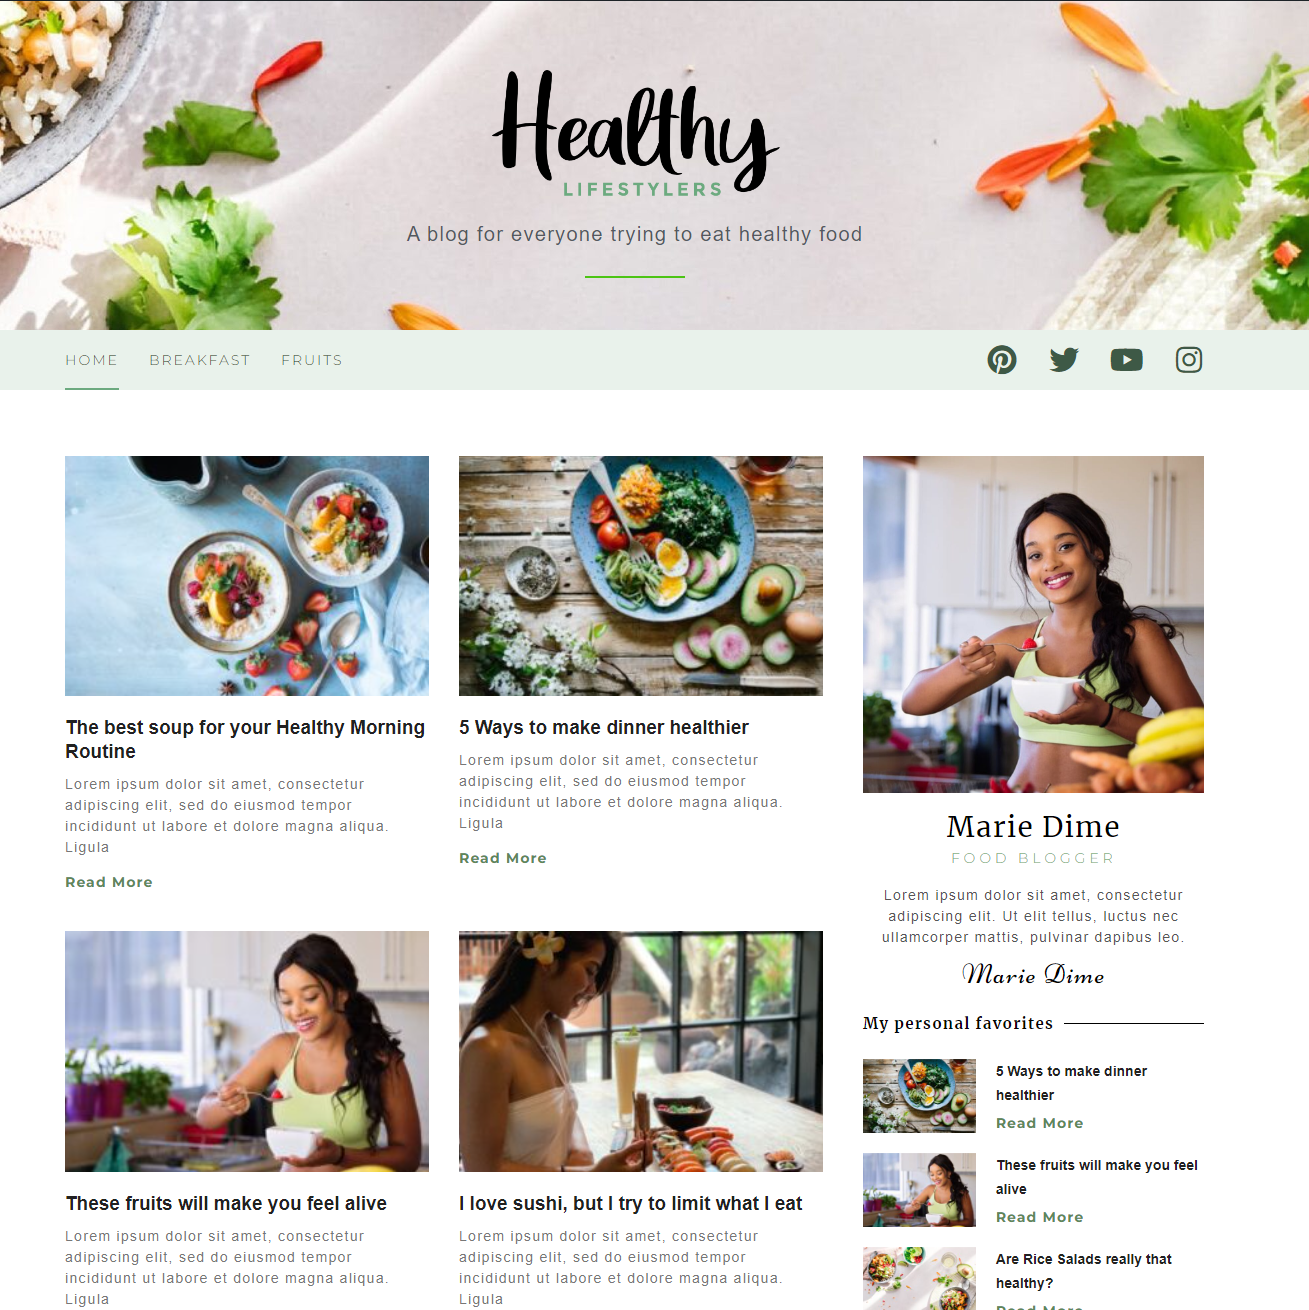 Healthy
LIFESTYLERS
A blog for everyone trying to eat healthy food
HOME BREAKFAST FRUITS
The best soup for your Healthy Morning
Routine
Lorem ipsum dolor sit amet, consectetur
adipiscing elit, sed do eiusmod tempor
incididunt ut labore et dolore magna aliqua.
Ligula
Read More
5 Ways to make dinner healthier
Lorem ipsum dolor sit amet, consectetur
adipiscing elit, sed do eiusmod tempor
incididunt ut labore et dolore magna aliqua.
Ligula
Read More
These fruits will make you feel alive
Lorem ipsum dolor sit amet, consectetur
adipiscing elit, sed do eiusmod tempor
incididunt ut labore et dolore magna aliqua.
Ligula
I love sushi, but I try to limit what I eat
Lorem ipsum dolor sit amet, consectetur
adipiscing elit, sed do eiusmod tempor
incididunt ut labore et dolore magna aliqua.
Ligula
Marie Dime
FOOD BLOGGER
Lorem ipsum dolor sit amet, consectetur
adipiscing elit. Ut elit tellus, luctus nec
ullamcorper mattis, pulvinar dapibus leo.
Marie Dime
My personal favorites
5 Ways to make dinner
healthier
Read More
These fruits will make you feel
alive
Read More
Are Rice Salads really that
healthy?
Read More